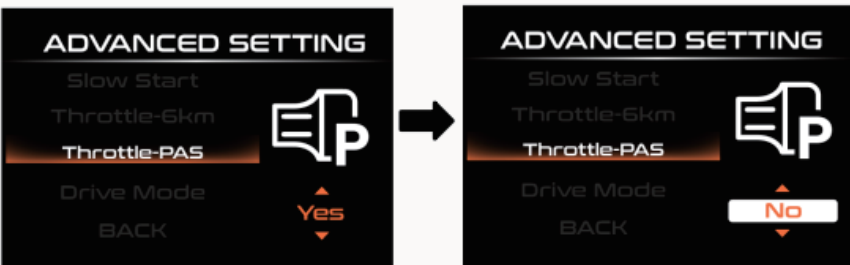 ADVANCED SETTING
Slow Start
Throttle-6km
Throttle-PAS
Drive Mode
BACK
P
Yes
ADVANCED SETTING
Slow Start
Throttle-6km
Throttle-PAS
Drive Mode
BACK
P
No